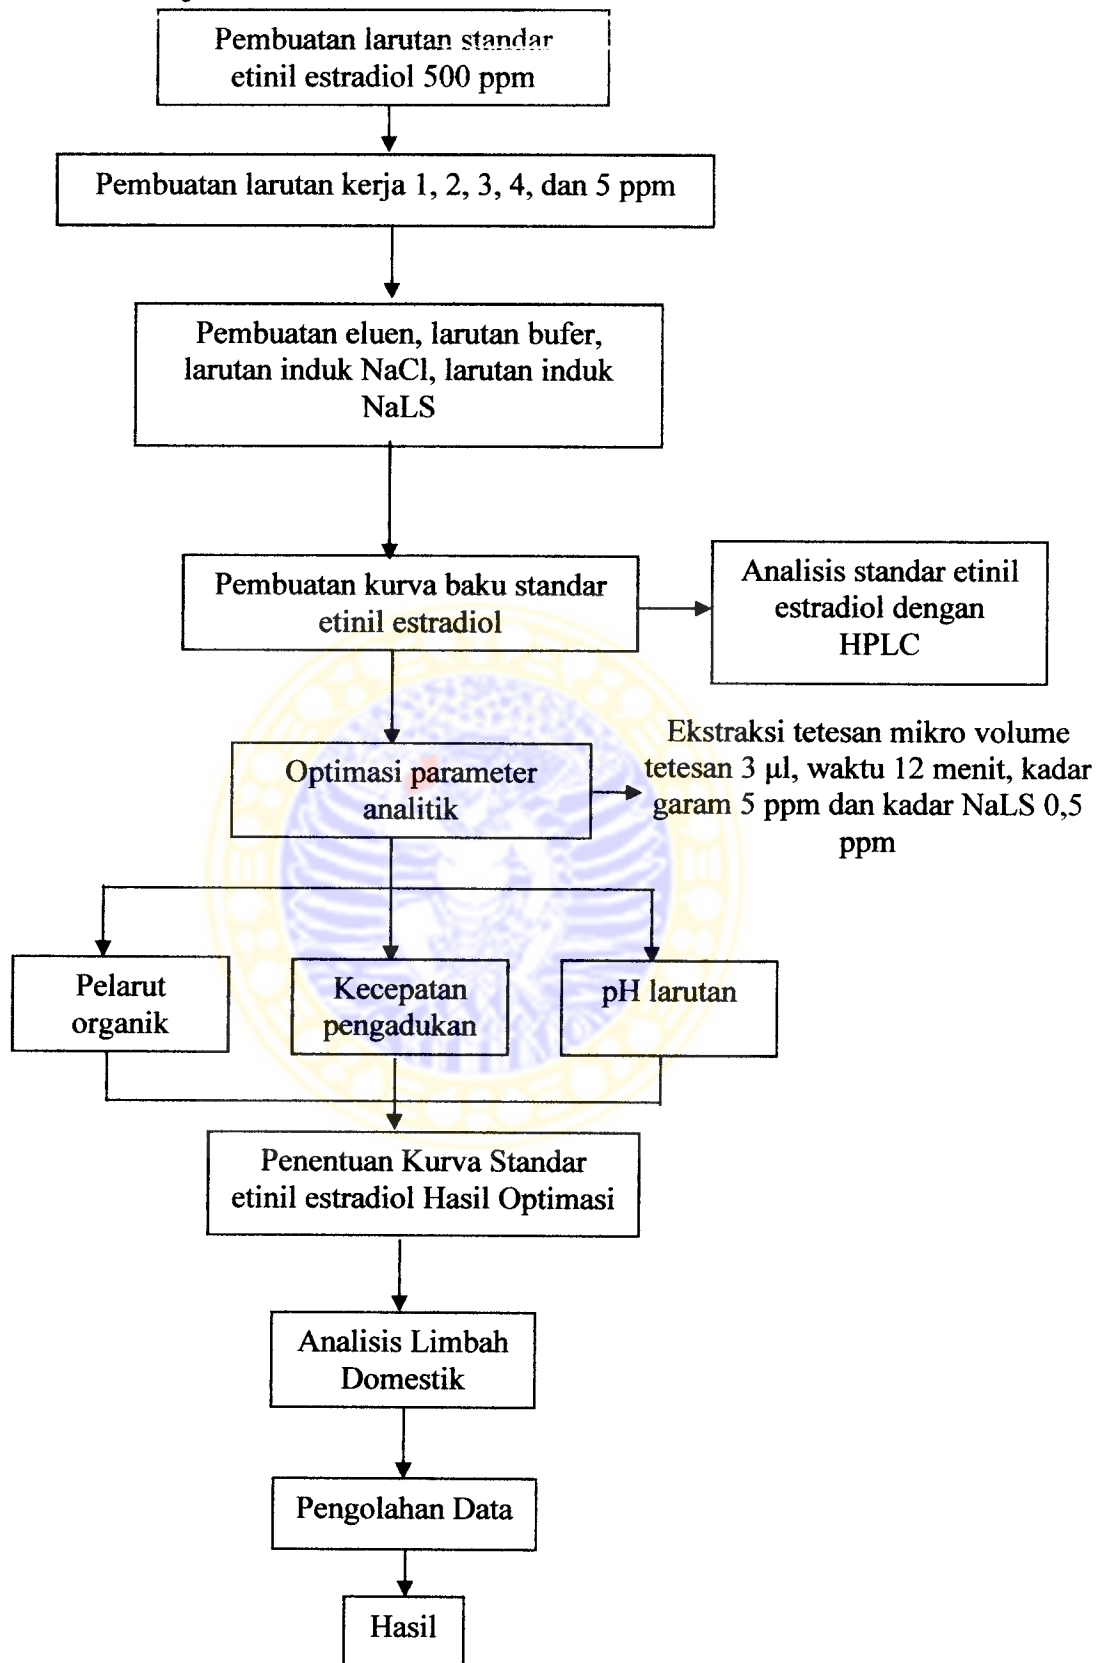 Pembuatan larutan standar
etinil estradiol 500 ppm
Pembuatan larutan kerja 1, 2, 3, 4, dan 5 ppm
Pembuatan eluen, larutan bufer,
larutan induk NaCl, larutan induk
NaLS
Pembuatan kurva baku standar
etinil estradiol
Analisis standar etinil
estradiol dengan
HPLC
Optimasi parameter
analitik
Ekstraksi tetesan mikro volume
tetesan 3 µl, waktu 12 menit, kadar
garam 5 ppm dan kadar NaLS 0,5
ppm
Pelarut
organik
Kecepatan
pengadukan
pH larutan
Penentuan Kurva Standar
etinil estradiol Hasil Optimasi
Analisis Limbah
Domestik
Pengolahan Data
Hasil